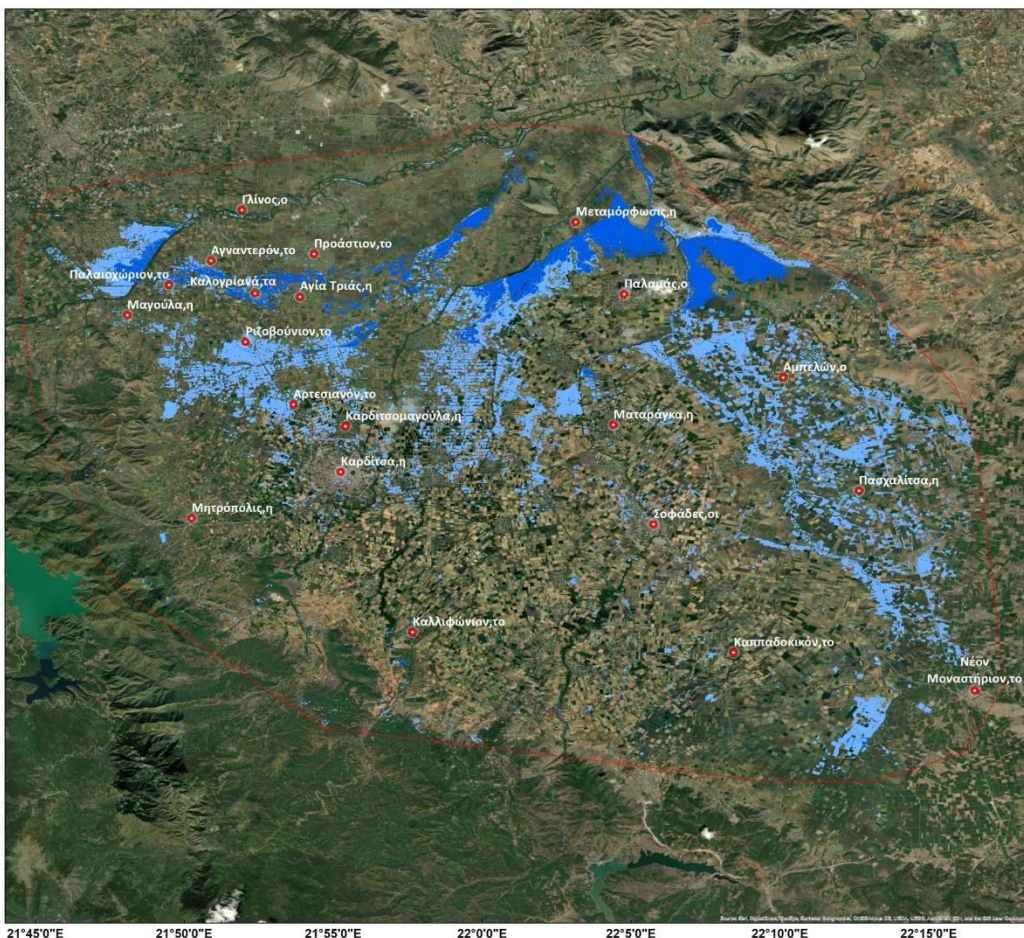 Γλίνος,ο
Μεταμόρφωσις,η
Αγναντερόν,το
Προάστιον,το
Παλαιοχώριον,το
Καλογριανά,τα
Αγία Τριάς,η
Παλαμάς,ο
Μαγούλα,η
Ριζοβούνιον,το
Αμπελών,ο
Αρτεσιανόν,το
Καρδιτσομαγούλα,η
Ματαράγκα,η
Καρδίτσα,η
Πασχαλίτσα,η
Μητρόπολις,η
Σοφάδες,οι
Καλλιφώνιον,το
Καππαδοκικόν,το
Νέον
Μοναστήριον,το
21°45'0"E
21°50'0"E
21°55'0"E
22°0'0"E
22°5'0"E
22°10'0"E
22°15'0"E